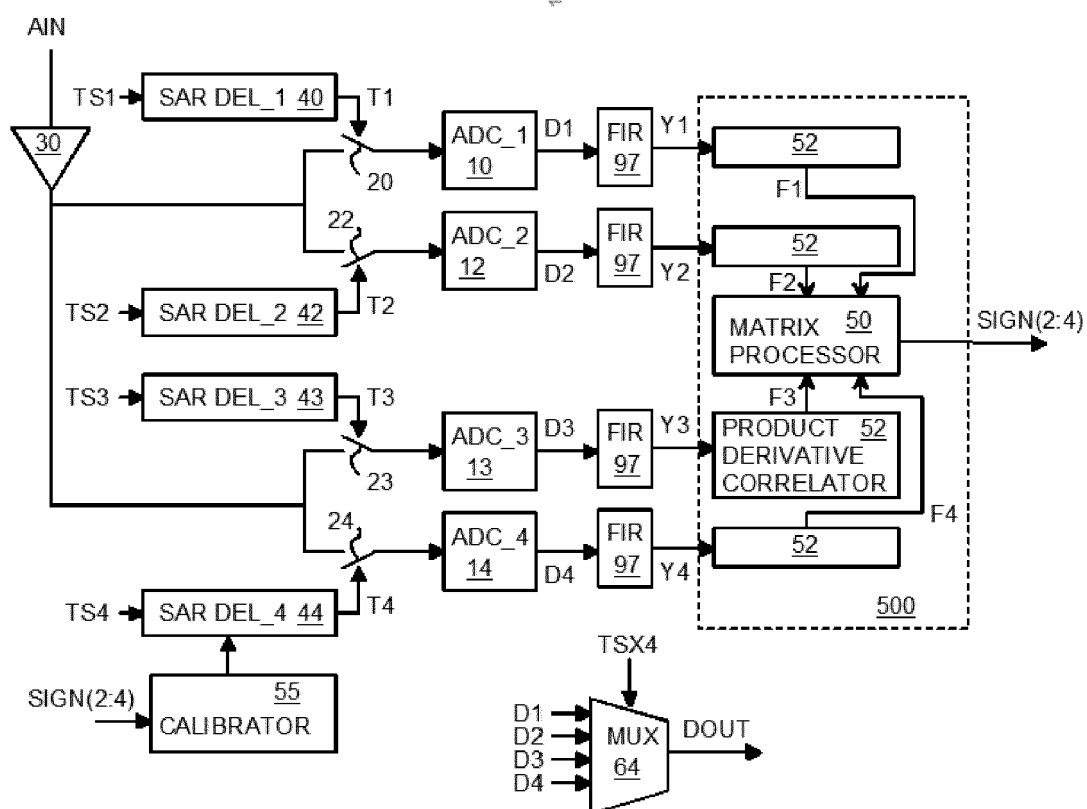 AIN
30
TS1
SAR DEL_1 40
T1
20
ADC_1
10
D1
FIR
97
Y1
52
F1
22
ADC_2
12
D2
FIR
97
Y2
52
F2
TS2
SAR DEL_2 42
T2
MATRIX 50
PROCESSOR
SIGN(2:4)
TS3
SAR DEL_3 43
T3
23
ADC_3
13
D3
FIR
97
Y3
F3
PRODUCT 52
DERIVATIVE
CORRELATOR
24
ADC_4
14
D4
FIR
97
Y4
52
F4
TS4
SAR DEL_4 44
T4
500
SIGN(2:4)
55
CALIBRATOR
TSX4
D1
D2
D3
D4
MUX
64
DOUT